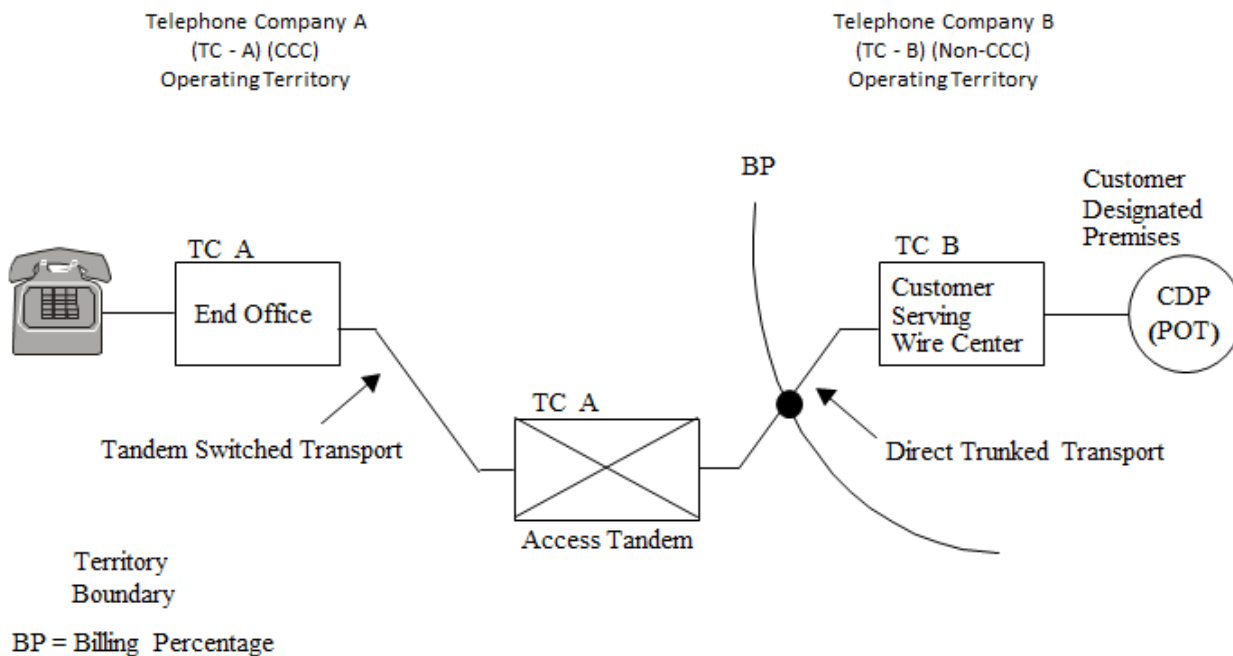 Telephone Company A
(TC - A) (CCC)
Operating Territory
Telephone Company B
(TC - B) (Non-CCC)
Operating Territory
BP
Customer
Designated
Premises
TC A
End Office
TC B
Customer
Serving
Wire Center
CDP
(POT)
TC A
Tandem Switched Transport
Direct Trunked Transport
Access Tandem
Territory
Boundary
BP = Billing Percentage